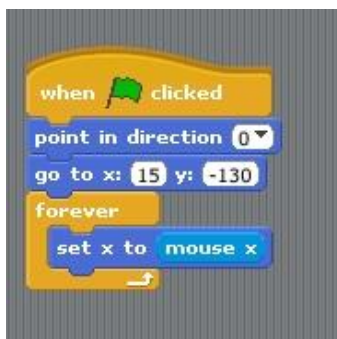 when clicked
point in direction 0
go to x: 15 y: -130
forever
set x to mouse x